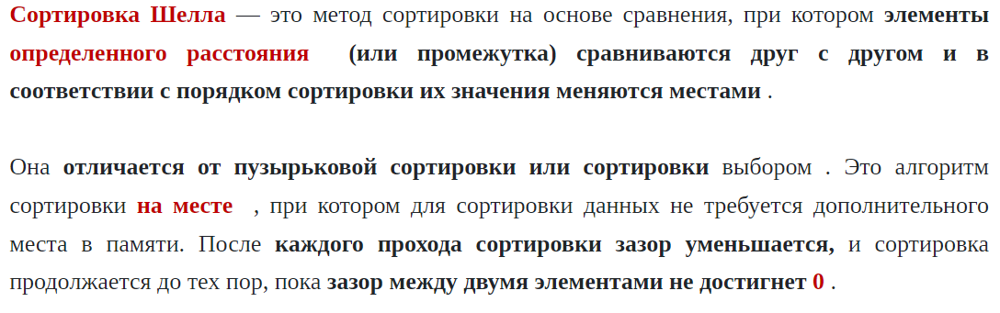 Сортировка Шелла — это метод сортировки на основе сравнения, при котором элементы
определенного расстояния (или промежутка) сравниваются друг с другом и в
соответствии с порядком сортировки их значения меняются местами .
Она отличается от пузырьковой сортировки или сортировки выбором . Это алгоритм
сортировки на месте , при котором для сортировки данных не требуется дополнительного
места в памяти. После каждого прохода сортировки зазор уменьшается, и сортировка
продолжается до тех пор, пока зазор между двумя элементами не достигнет 0 .